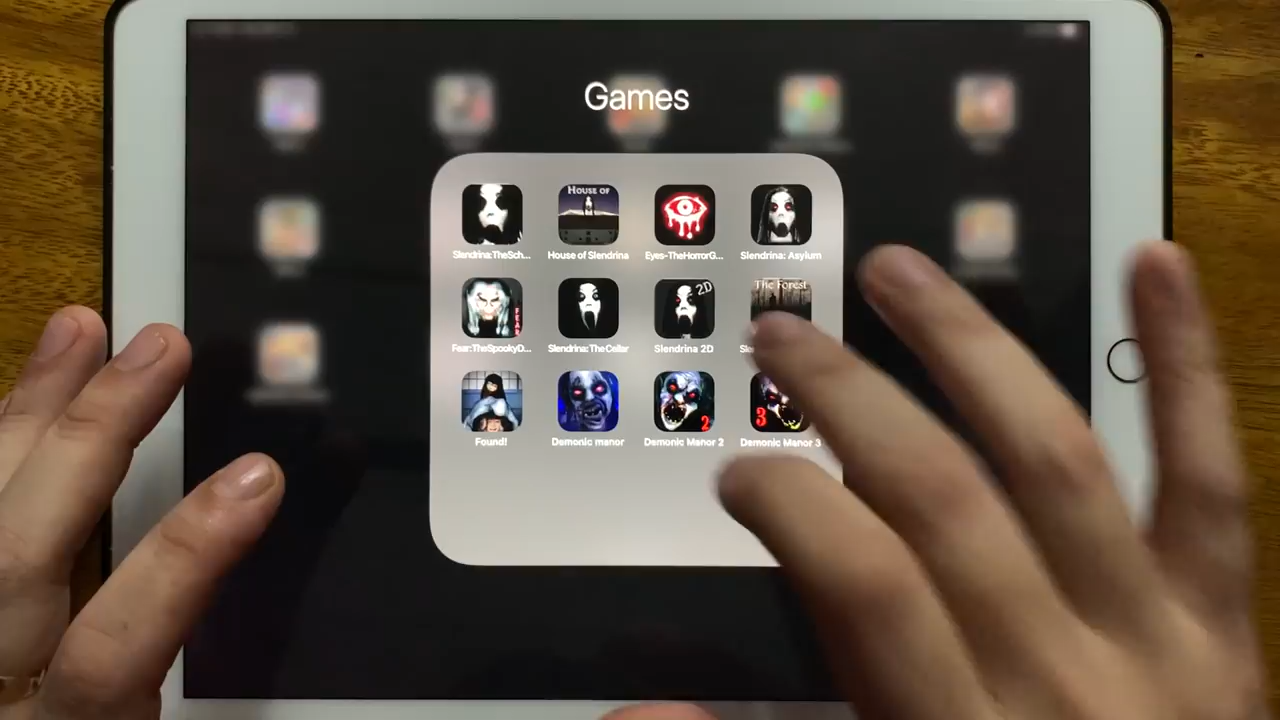 Games
HOUSE OF
Slendrina:TheSch...
House of Slendrina
Eyes-TheHorrorG...
Slendrina: Asylum
FEAR
2D
The Forest
Fear:TheSpookyD...
Slendrina:TheCellar
Slendrina 2D
2
3
Found!
Demonic manor
Demonic Manor 2
Demonic Manor 3